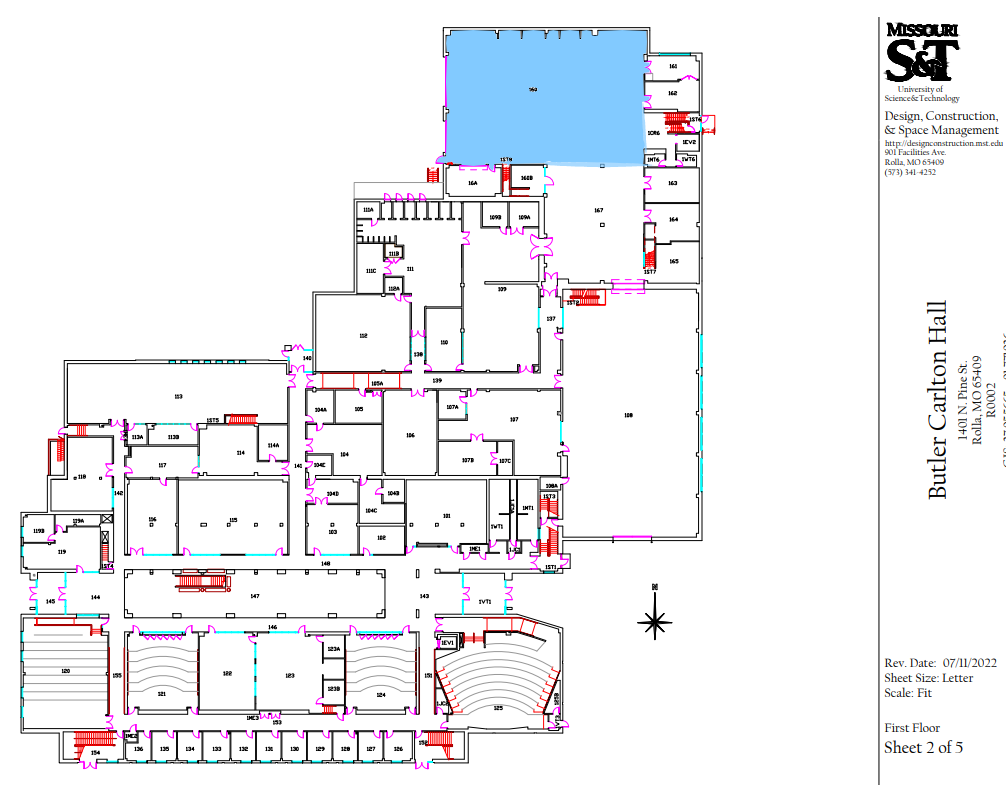 MISSOURI
S&T
University of
Science&Technology
Design, Construction,
& Space Management
http://designconstruction.mst.edu
901 Facilities Ave.
Rolla, MO 65409
(573) 341-4252
Butler Carlton Hall
1401 N. Pine St.
Rolla, MO 65409
R0002
Rev. Date: 07/11/2022
Sheet Size: Letter
Scale: Fit
First Floor
Sheet 2 of 5
160
161
162
1ST6
1CR6
1EV2
1ST8
1MT6
1WT6
16A
162B
163
111A
109B
109A
167
164
111B
111C
111
165
1ST7
112A
109
1ST2
137
112
110
138
140
105A
139
113
104A
105
107A
107
108
1ST5
113A
113B
114
114A
106
104
107B
107C
117
141
104E
118
142
104D
104B
108A
1ST3
116
115
104C
101
1MT1
119A
119B
103
1WT1
102
119
1ME1
148
1ST4
1ST1
145
144
147
143
1VT1
146
1EV1
123A
120
155
121
122
123
124
151
123B
125
1ME3
153
1ME2
154
136
135
134
133
132
131
130
129
128
127
126